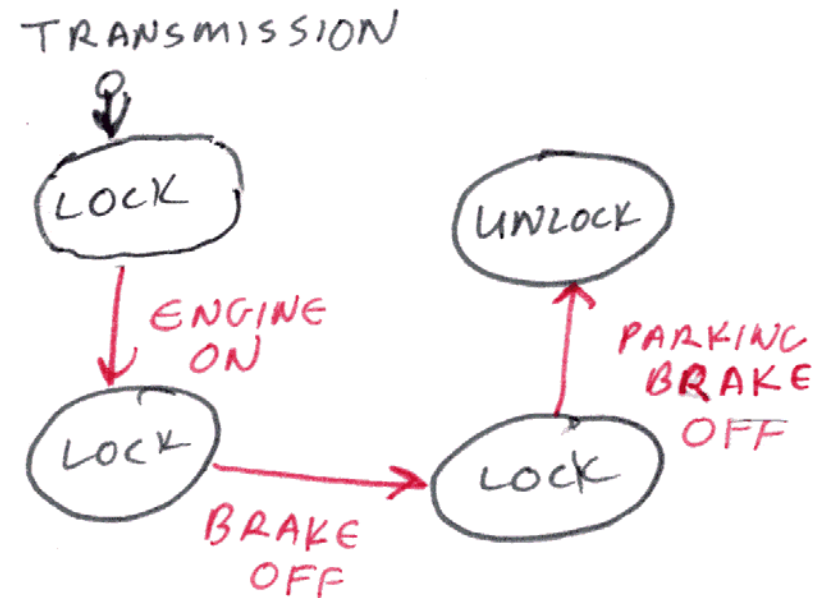 TRANSMISSION
LOCK
UNLOCK
ENGINE
ON
PARKING
BRAKE
OFF
LOCK
LOCK
BRAKE
OFF